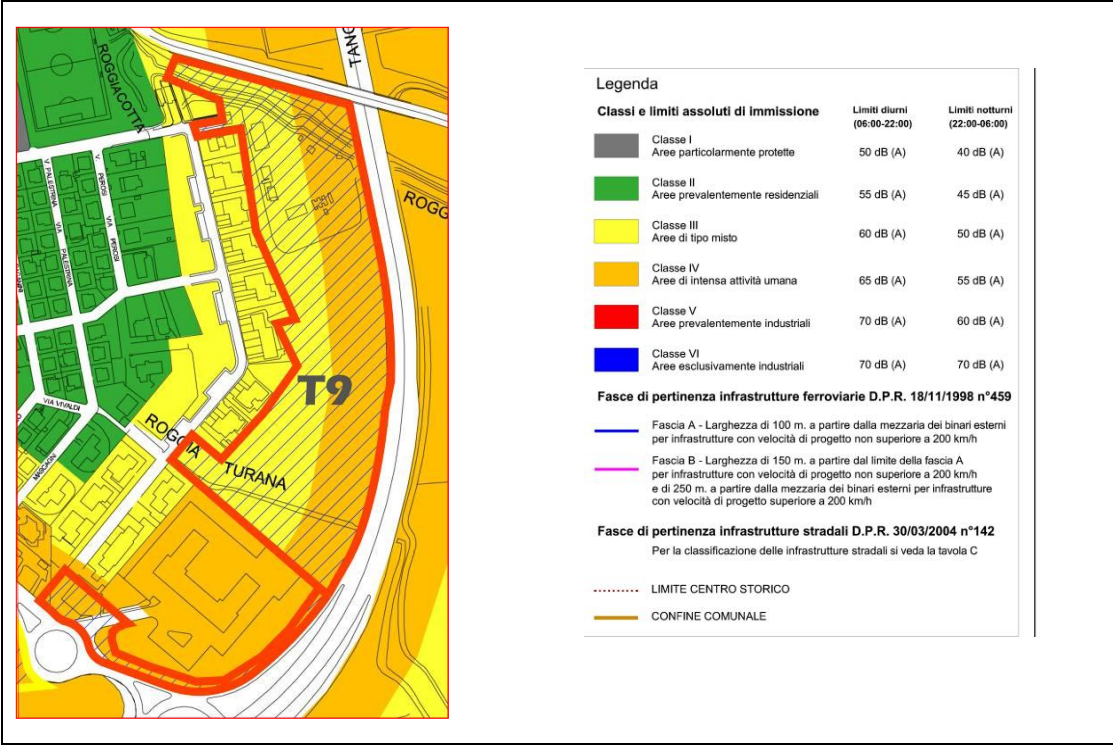 ROGGIACOTTA
V. PALESTRINA
V. PEROSI
VIA PEROSI
VIA PALESTRINA
ROGG
T9
VIA VIVALDI
MASCAGNI
ROGGIA TURANA
Legenda
Classi e limiti assoluti di immissione
Limiti diurni
(06:00-22:00)
Limiti notturni
(22:00-06:00)
Classe I
Aree particolarmente protette
50 dB (A)
40 dB (A)
Classe II
Aree prevalentemente residenziali
55 dB (A)
45 dB (A)
Classe III
Aree di tipo misto
60 dB (A)
50 dB (A)
Classe IV
Aree di intensa attività umana
65 dB (A)
55 dB (A)
Classe V
Aree prevalentemente industriali
70 dB (A)
60 dB (A)
Classe VI
Aree esclusivamente industriali
70 dB (A)
70 dB (A)
Fasce di pertinenza infrastrutture ferroviarie D.P.R. 18/11/1998 n°459
Fascia A - Larghezza di 100 m. a partire dalla mezzaria dei binari esterni
per infrastrutture con velocità di progetto non superiore a 200 km/h
Fascia B - Larghezza di 150 m. a partire dal limite della fascia A
per infrastrutture con velocità di progetto non superiore a 200 km/h
e di 250 m. a partire dalla mezzaria dei binari esterni per infrastrutture
con velocità di progetto superiore a 200 km/h
Fasce di pertinenza infrastrutture stradali D.P.R. 30/03/2004 n°142
Per la classificazione delle infrastrutture stradali si veda la tavola C
LIMITE CENTRO STORICO
CONFINE COMUNALE